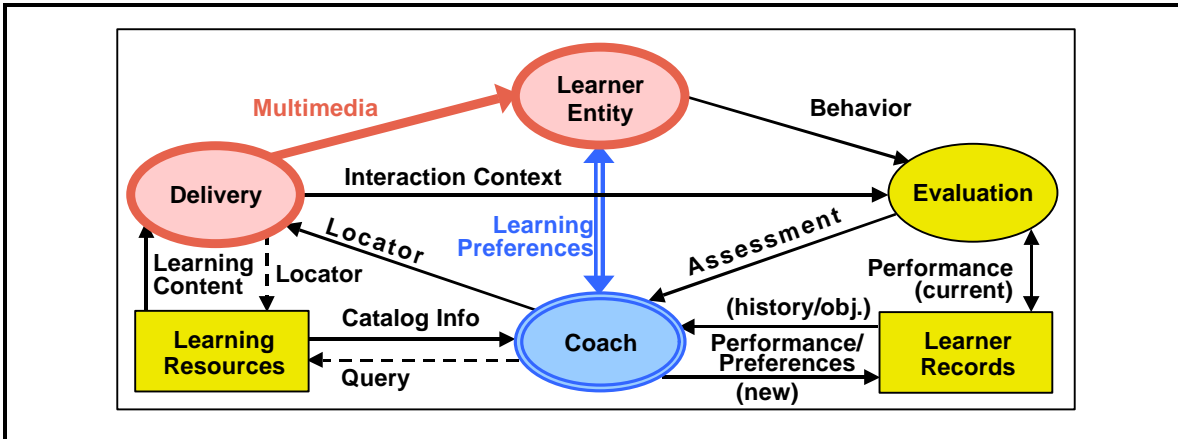 Learner
Entity
Multimedia
Behavior
Delivery
Interaction Context
Evaluation
Learning
Preferences
Locator
Assessment
Learning
Content
Locator
Performance
(current)
Catalog Info
(history/obj.)
Learning
Resources
Coach
Performance/
Preferences
Learner
Records
Query
(new)